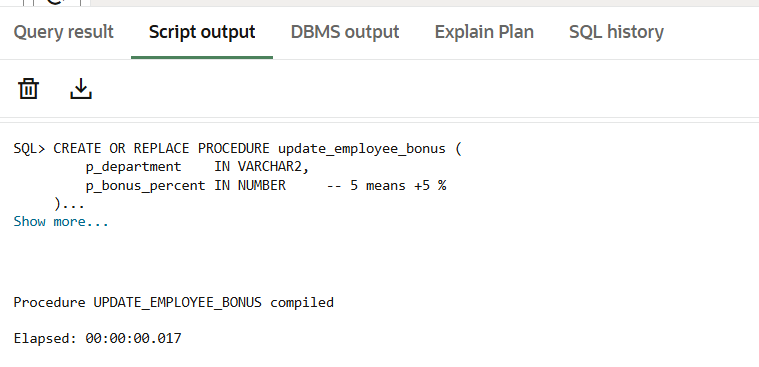 Query result Script output DBMS output Explain Plan SQL history
SQL> CREATE OR REPLACE PROCEDURE update_employee_bonus (
p_department    IN VARCHAR2,
p_bonus_percent IN NUMBER     -- 5 means +5 %
)...
Show more...
Procedure UPDATE_EMPLOYEE_BONUS compiled
Elapsed: 00:00:00.017